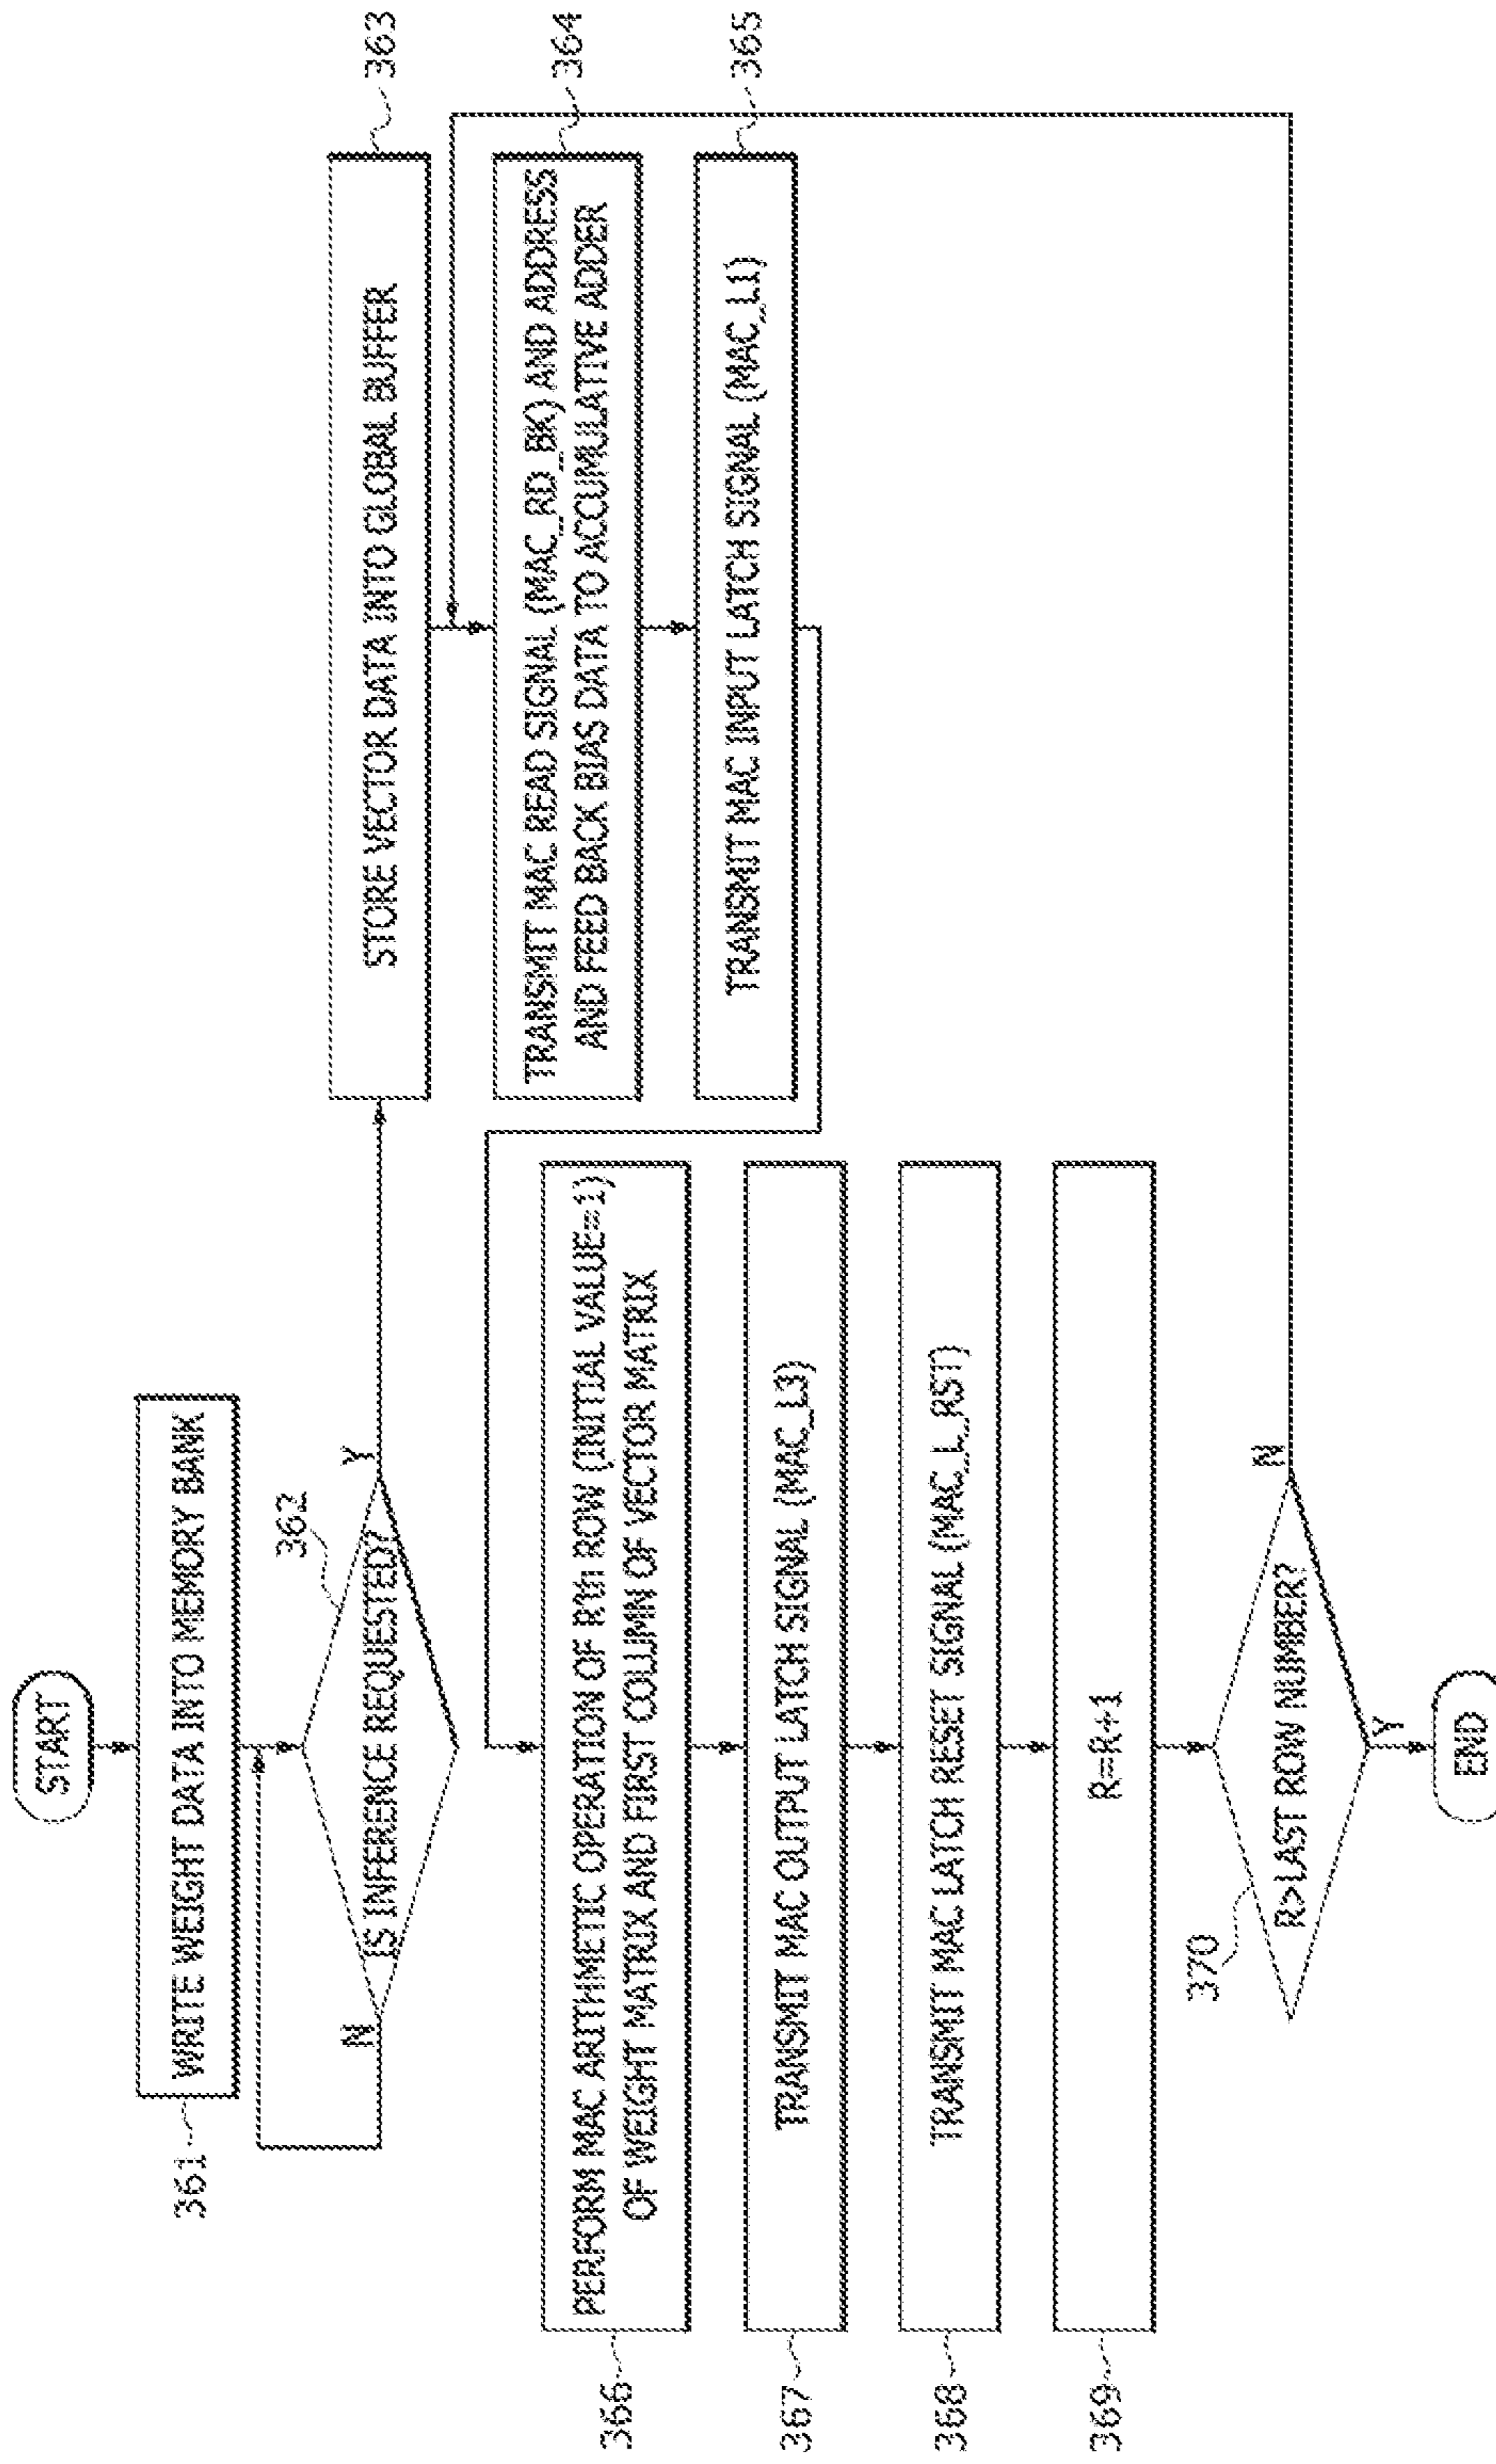 START
WRITE WEIGHT DATA INTO MEMORY BANK
361
362
IS INFERENCE REQUESTED?
Y
N
STORE VECTOR DATA INTO GLOBAL BUFFER
363
TRANSMIT MAC READ SIGNAL (MAC_RD_BK) AND ADDRESS
AND FEED BACK BIAS DATA TO ACCUMULATIVE ADDER
364
TRANSMIT MAC INPUT LATCH SIGNAL (MAC_L1)
365
PERFORM MAC ARITHMETIC OPERATION OF Rth ROW (INITIAL VALUE=1)
OF WEIGHT MATRIX AND FIRST COLUMN OF VECTOR MATRIX
366
TRANSMIT MAC OUTPUT LATCH SIGNAL (MAC_L3)
367
TRANSMIT MAC LATCH RESET SIGNAL (MAC_L_RST)
368
R=R+1
369
370
R>LAST ROW NUMBER?
N
Y
END